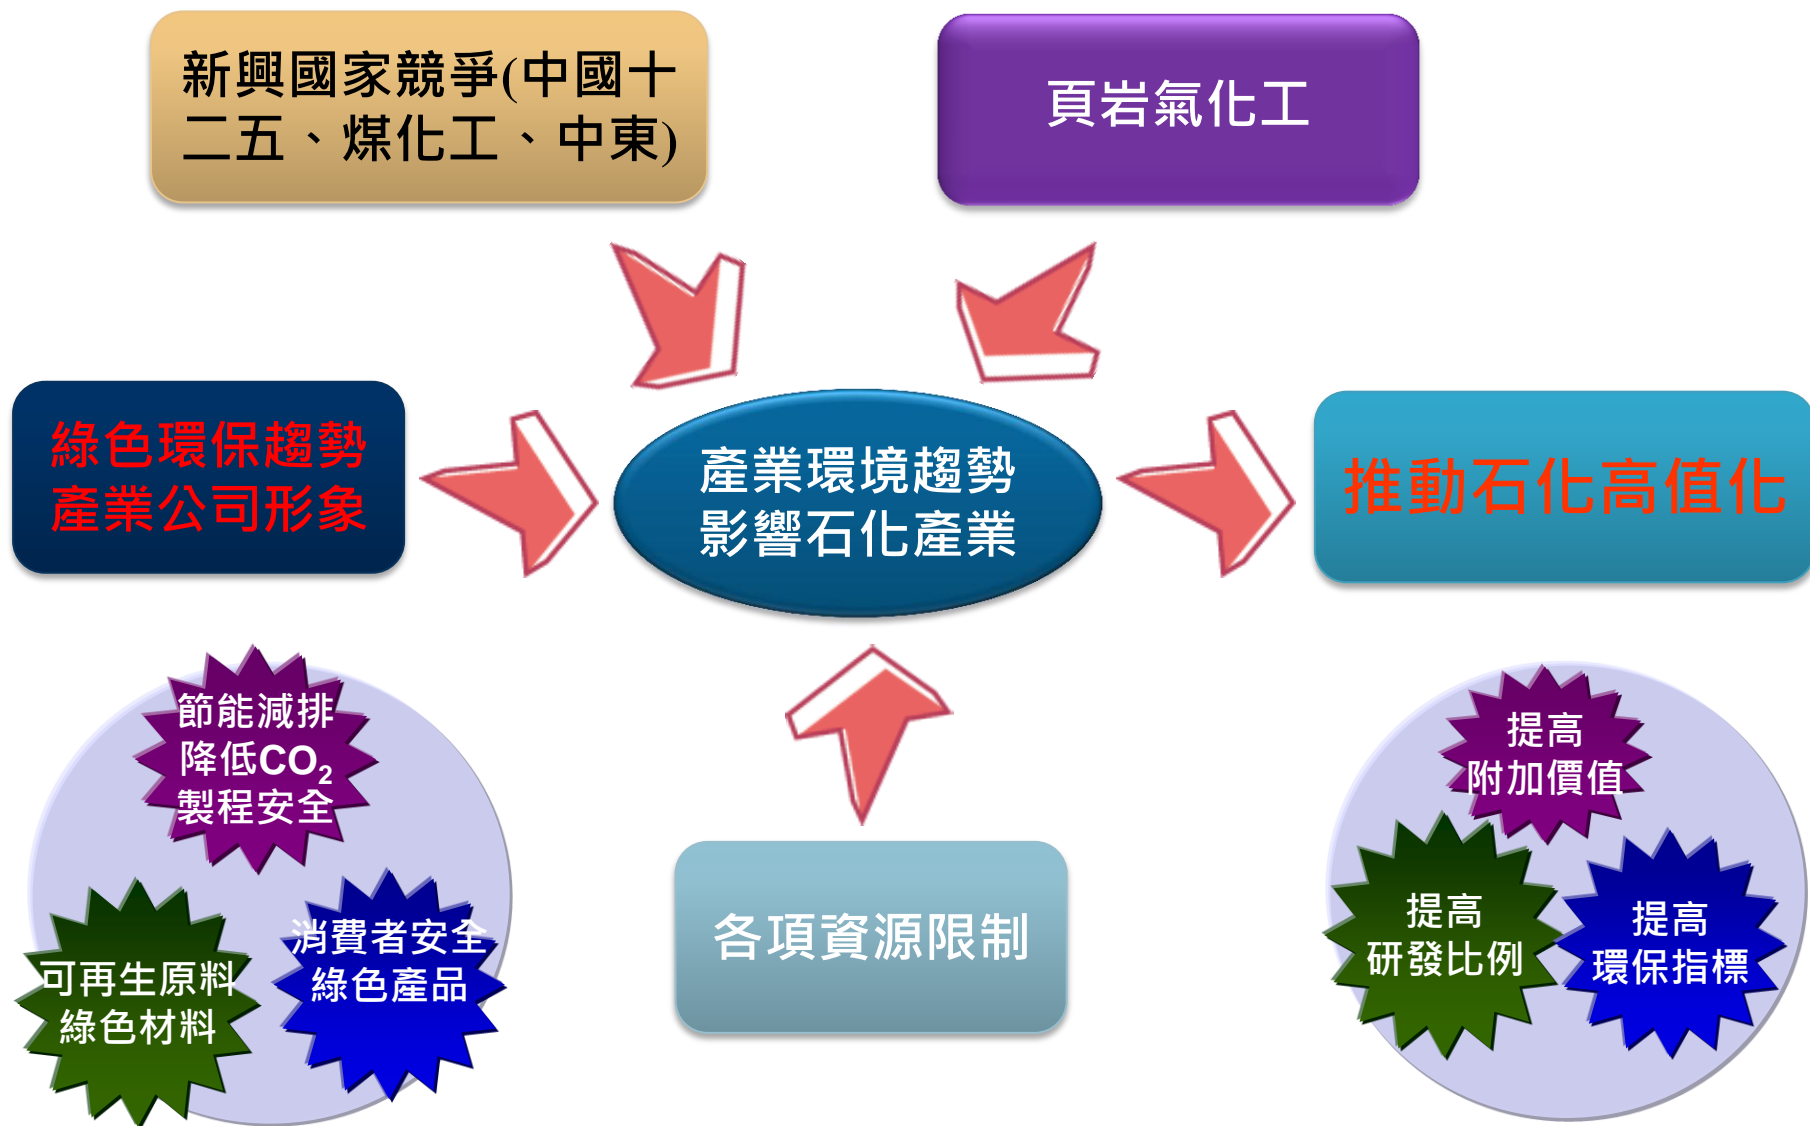 新興國家競爭(中國十
二五、煤化工、中東)
頁岩氣化工
綠色環保趨勢
產業公司形象
產業環境趨勢
影響石化產業
推動石化高值化
節能減排
降低CO₂
製程安全
可再生原料
綠色材料
消費者安全
綠色產品
各項資源限制
提高
附加價值
提高
研發比例
提高
環保指標